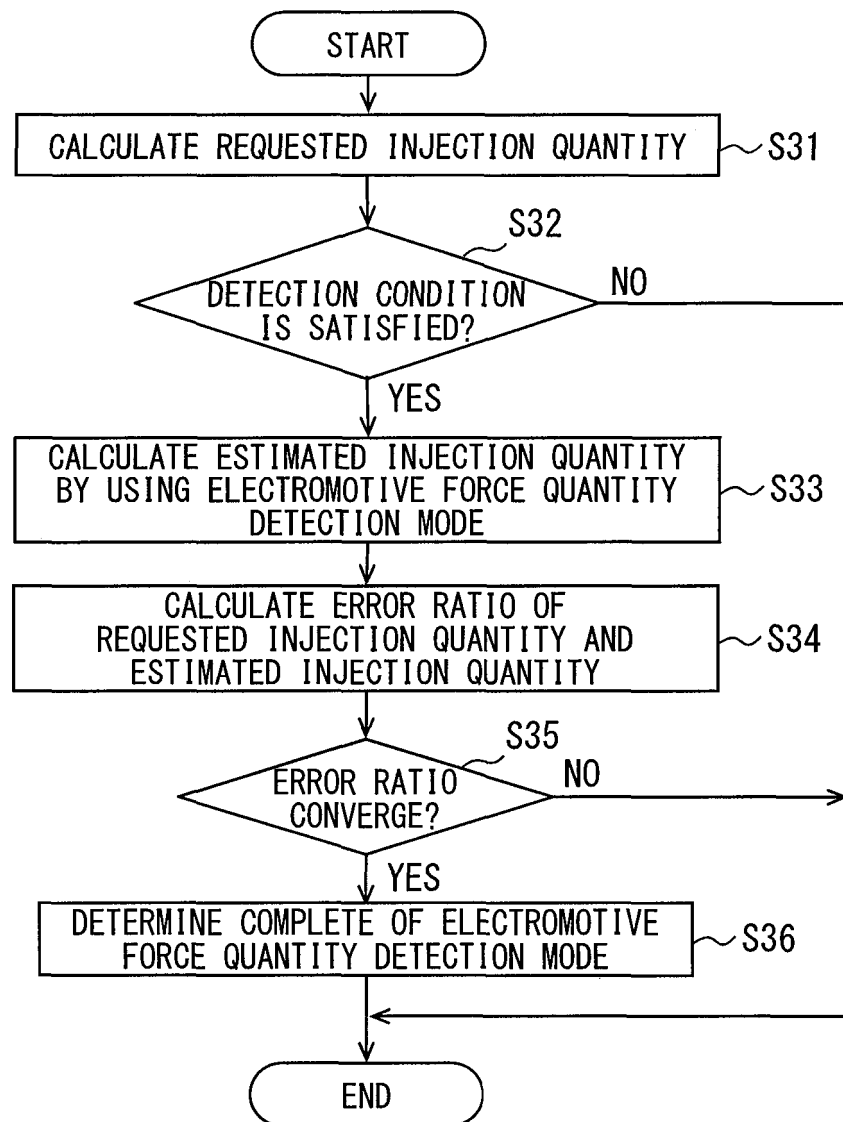 START
CALCULATE REQUESTED INJECTION QUANTITY
S31
S32
DETECTION CONDITION
IS SATISFIED?
NO
YES
CALCULATE ESTIMATED INJECTION QUANTITY
BY USING ELECTROMOTIVE FORCE QUANTITY
DETECTION MODE
S33
CALCULATE ERROR RATIO OF
REQUESTED INJECTION QUANTITY AND
ESTIMATED INJECTION QUANTITY
S34
S35
ERROR RATIO
CONVERGE?
NO
YES
DETERMINE COMPLETE OF ELECTROMOTIVE
FORCE QUANTITY DETECTION MODE
S36
END